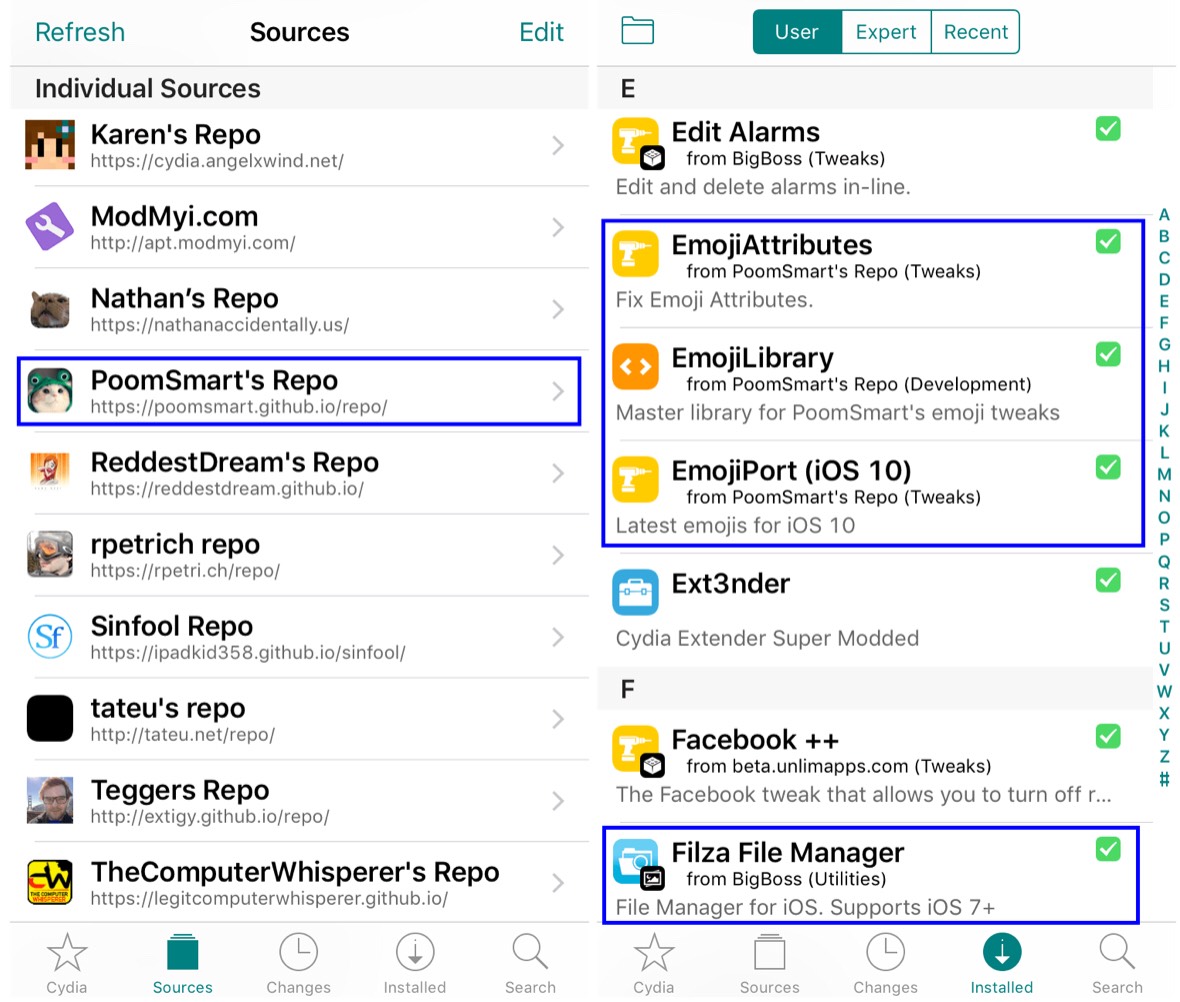 Refresh Sources Edit
Individual Sources
Karen's Repo
https://cydia.angelxwind.net/
ModMyi.com
http://apt.modmyi.com/
Nathan’s Repo
https://nathanaccidentally.us/
PoomSmart's Repo
https://poomsmart.github.io/repo/
ReddestDream's Repo
https://reddestdream.github.io/
rpetrich repo
https://rpetri.ch/repo/
Sf
Sinfool Repo
https://ipadkid358.github.io/sinfool/
tateu's repo
http://tateu.net/repo/
Teggers Repo
http://extigy.github.io/repo/
CW
THE COMPUTER
WHISPERER
TheComputerWhisperer's Repo
https://legitcomputerwhisperer.github.io/
Cydia Sources Changes Installed Search
User Expert Recent
E
Edit Alarms
from BigBoss (Tweaks)
Edit and delete alarms in-line.
EmojiAttributes
from PoomSmart's Repo (Tweaks)
Fix Emoji Attributes.
EmojiLibrary
from PoomSmart's Repo (Development)
Master library for PoomSmart's emoji tweaks
EmojiPort (iOS 10)
from PoomSmart's Repo (Tweaks)
Latest emojis for iOS 10
Ext3nder
Cydia Extender Super Modded
F
Facebook ++
from beta.unlimapps.com (Tweaks)
The Facebook tweak that allows you to turn off r...
Filza File Manager
from BigBoss (Utilities)
File Manager for iOS. Supports iOS 7+
A
B
C
D
E
F
G
H
I
J
K
L
M
N
O
P
Q
R
S
T
U
V
W
X
Y
Z
#
Cydia Sources Changes Installed Search